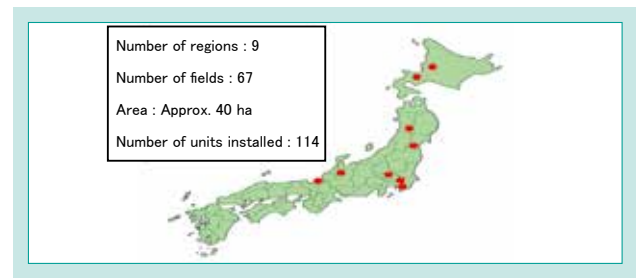 Number of regions : 9
Number of fields : 67
Area : Approx. 40 ha
Number of units installed : 114